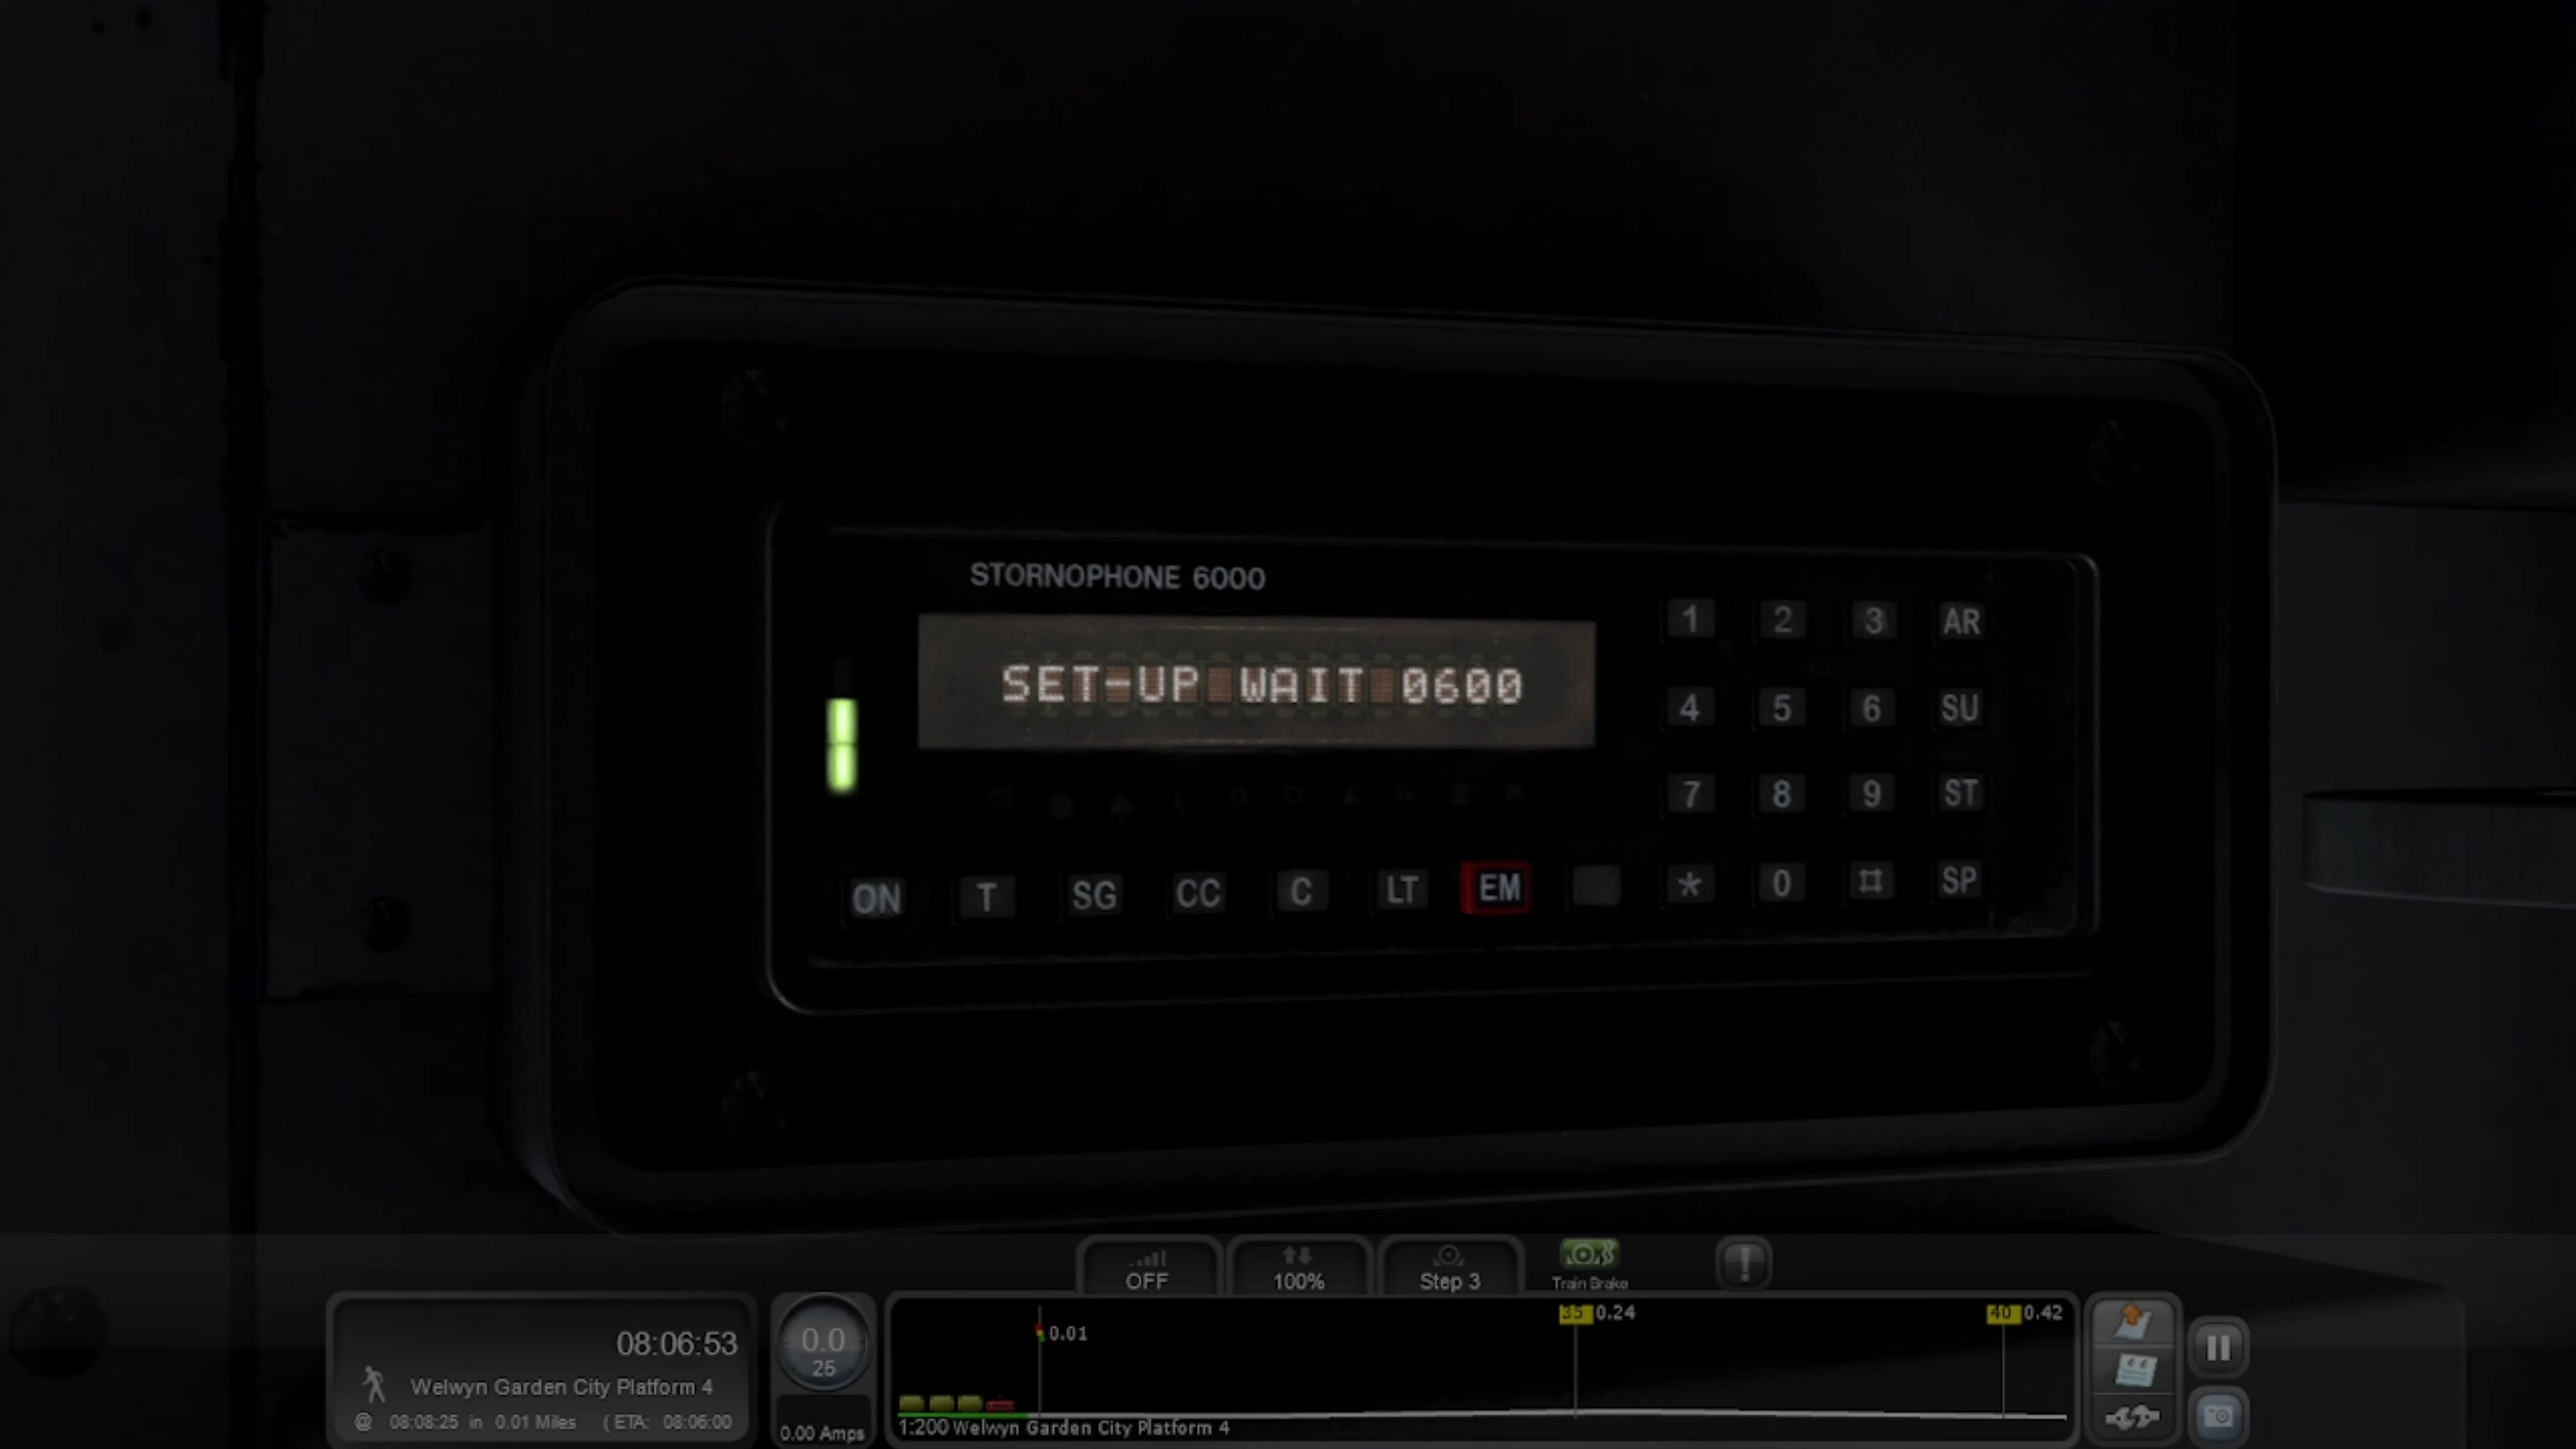 STORNOPHONE 6000
SET-UP WAIT 0600
1 2 3 AR
4 5 6 SU
7 8 9 ST
* 0 ⌗ SP
ON T SG CC C LT EM
OFF
100%
Step 3
Train Brake
08:06:53
Welwyn Garden City Platform 4
@ 08:08:25 in 0.01 Miles ( ETA: 08:06:00
0.0
25
0.00 Amps
0.01
35 0.24
40 0.42
1:200 Welwyn Garden City Platform 4